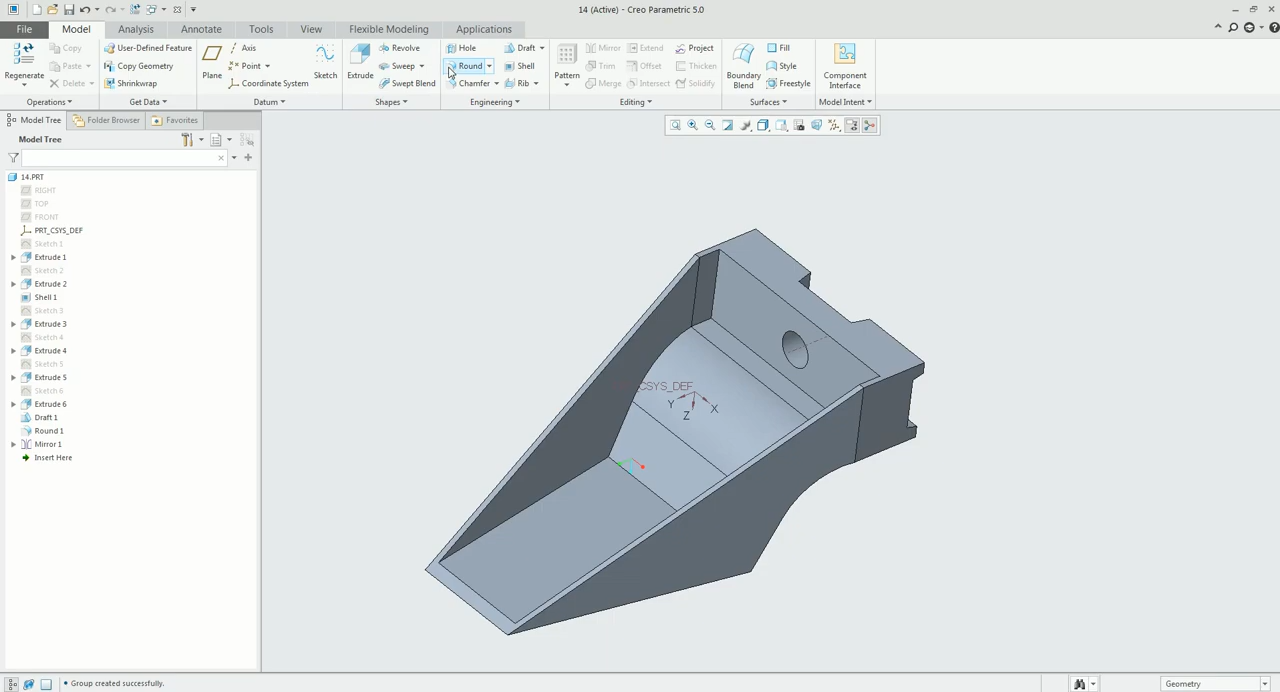 14 (Active) - Creo Parametric 5.0
File Model Analysis Annotate Tools View Flexible Modeling Applications
Regenerate
Copy
Paste
Delete
Operations
User-Defined Feature
Copy Geometry
Shrinkwrap
Get Data
Plane
Axis
Point
Coordinate System
Datum
Sketch
Extrude
Revolve
Sweep
Swept Blend
Shapes
Hole
Round
Chamfer
Draft
Shell
Rib
Engineering
Pattern
Mirror
Trim
Merge
Extend
Offset
Intersect
Project
Thicken
Solidify
Editing
Boundary
Blend
Fill
Style
Freestyle
Surfaces
Component
Interface
Model Intent
Model Tree Folder Browser Favorites
Model Tree
14.PRT
RIGHT
TOP
FRONT
PRT_CSYS_DEF
Sketch 1
Extrude 1
Sketch 2
Extrude 2
Shell 1
Sketch 3
Extrude 3
Sketch 4
Extrude 4
Sketch 5
Extrude 5
Sketch 6
Extrude 6
Draft 1
Round 1
Mirror 1
Insert Here
CSYS_DEF
Y
X
Z
Group created successfully.
Geometry